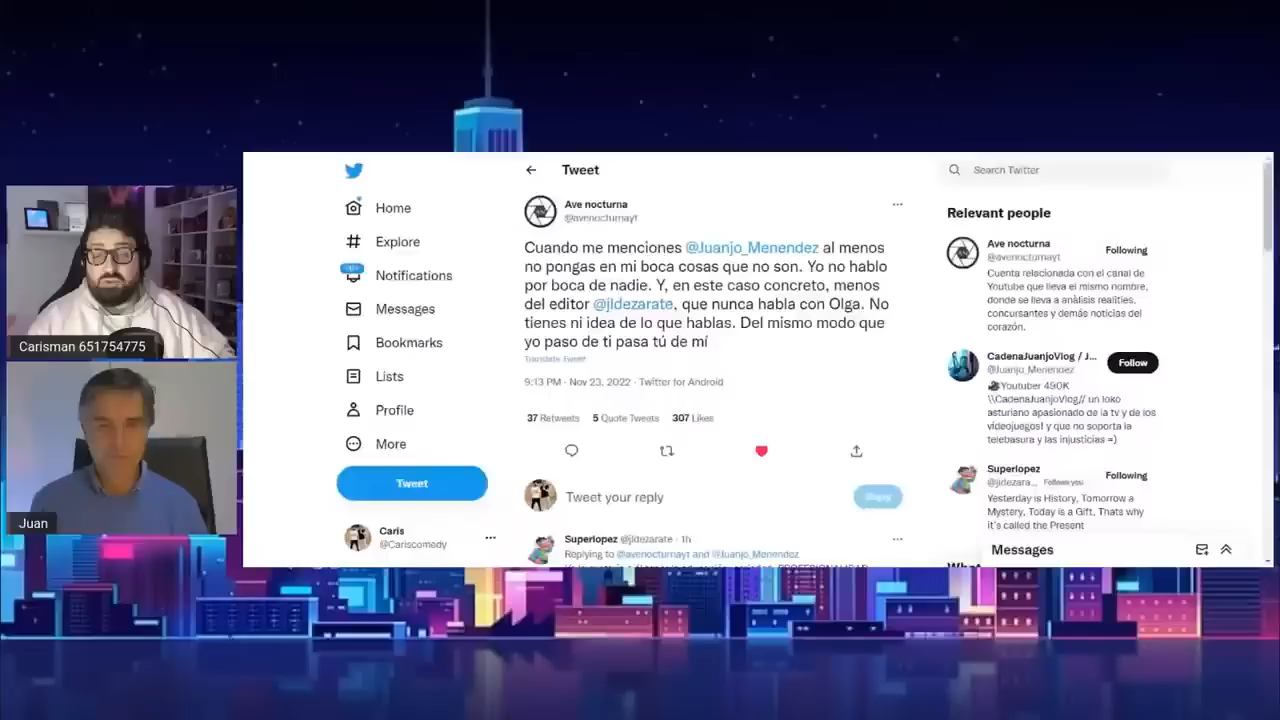 Carisman 651754775
Juan
Home
Explore
Notifications
Messages
Bookmarks
Lists
Profile
More
Tweet
Caris
@Cariscomedy
Tweet
Ave nocturna
@avenocturnayt
Cuando me menciones @Juanjo_Menendez al menos
no pongas en mi boca cosas que no son. Yo no hablo
por boca de nadie. Y, en este caso concreto, menos
del editor @jldezarate, que nunca habla con Olga. No
tienes ni idea de lo que hablas. Del mismo modo que
yo paso de ti pasa tú de mí
Translate Tweet
9:13 PM · Nov 23, 2022 · Twitter for Android
37 Retweets 5 Quote Tweets 307 Likes
Tweet your reply
Reply
Superlopez @jldezarate · 1h
Replying to @avenocturnayt and @Juanjo_Menendez
Search Twitter
Relevant people
Ave nocturna
@avenocturnayt
Following
Cuenta relacionada con el canal de
Youtube que lleva el mismo nombre,
donde se lleva a análisis realities,
concursantes y demás noticias del
corazón.
CadenaJuanjoVlog / J...
@Juanjo_Menendez
Follow
Youtuber 490K
\\CadenaJuanjoVlog// un loko
asturiano apasionado de la tv y de los
videojuegos! y que no soporta la
telebasura y las injusticias =)
Superlopez
@jldezara... Follows you
Following
Yesterday is History, Tomorrow a
Mystery, Today is a Gift, Thats why
it's called the Present
Messages